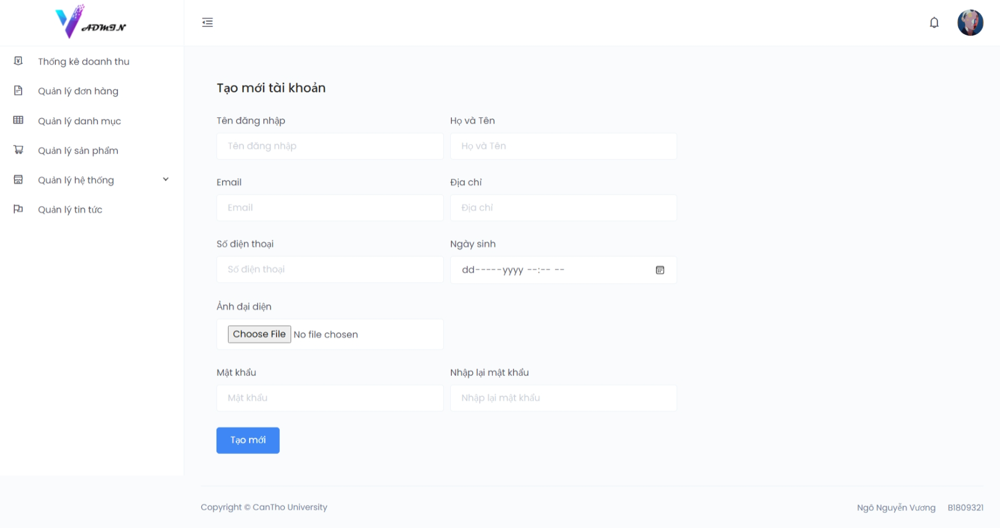 ADMIN
Thống kê doanh thu
Quản lý đơn hàng
Quản lý danh mục
Quản lý sản phẩm
Quản lý hệ thống
Quản lý tin tức
Tạo mới tài khoản
Tên đăng nhập
Họ và Tên
Tên đăng nhập
Họ và Tên
Email
Địa chỉ
Email
Địa chỉ
Số điện thoại
Ngày sinh
Số điện thoại
dd-----yyyy --:-- --
Ảnh đại diện
Choose File No file chosen
Mật khẩu
Nhập lại mật khẩu
Mật khẩu
Nhập lại mật khẩu
Tạo mới
Copyright © CanTho University
Ngô Nguyễn Vương B1809321